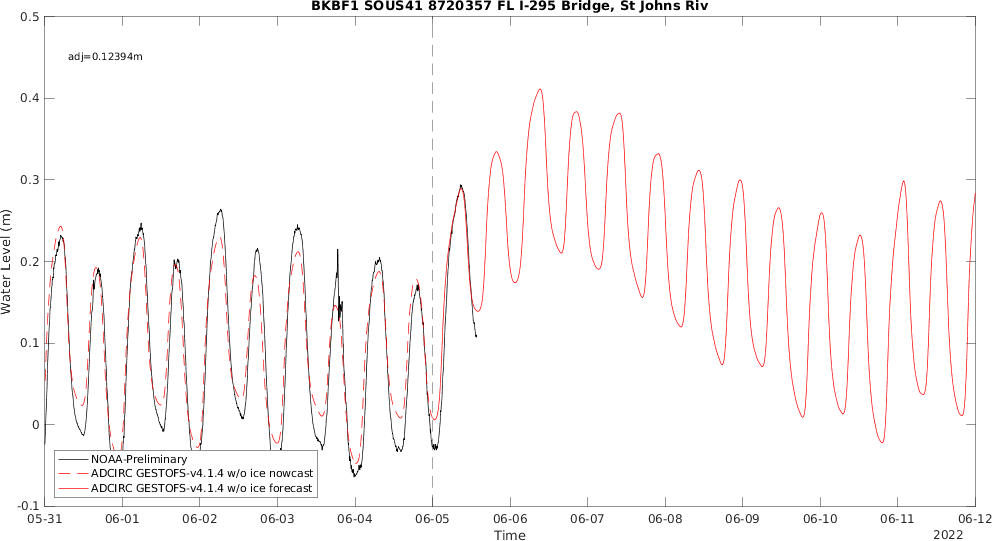 BKBF1 SOUS41 8720357 FL I-295 Bridge, St Johns Riv
adj=0.12394m
Water Level (m)
0.5
0.4
0.3
0.2
0.1
0
-0.1
NOAA-Preliminary
ADCIRC GESTOFS-v4.1.4 w/o ice nowcast
ADCIRC GESTOFS-v4.1.4 w/o ice forecast
05-31 06-01 06-02 06-03 06-04 06-05 06-06 06-07 06-08 06-09 06-10 06-11 06-12
Time
2022